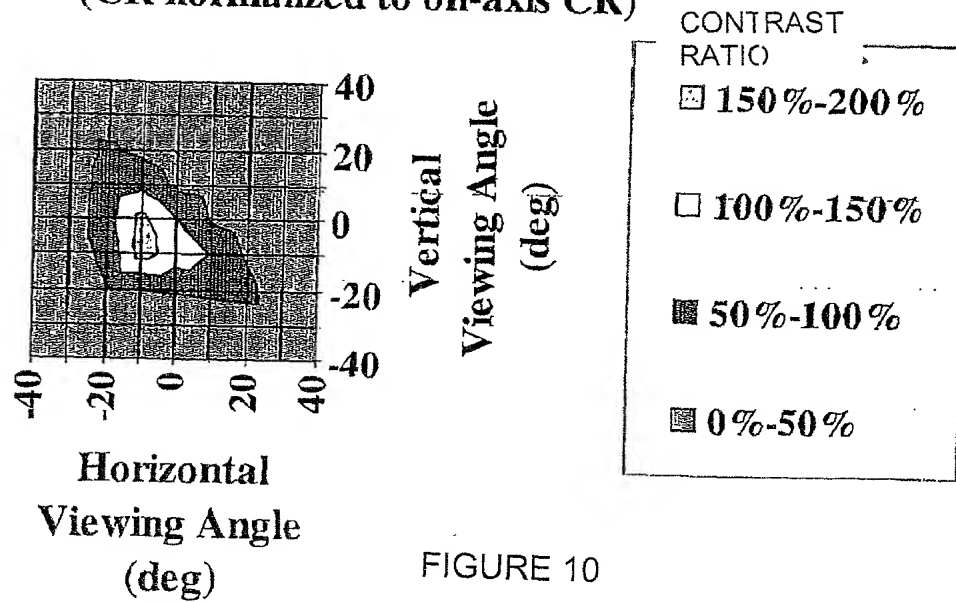 (CR normalized to on-axis CR)
CONTRAST
RATIO
150%-200%
100%-150%
50%-100%
0%-50%
40
20
0
-20
-40
Vertical
Viewing Angle
(deg)
-40
-20
0
20
40
Horizontal
Viewing Angle
(deg)
FIGURE 10